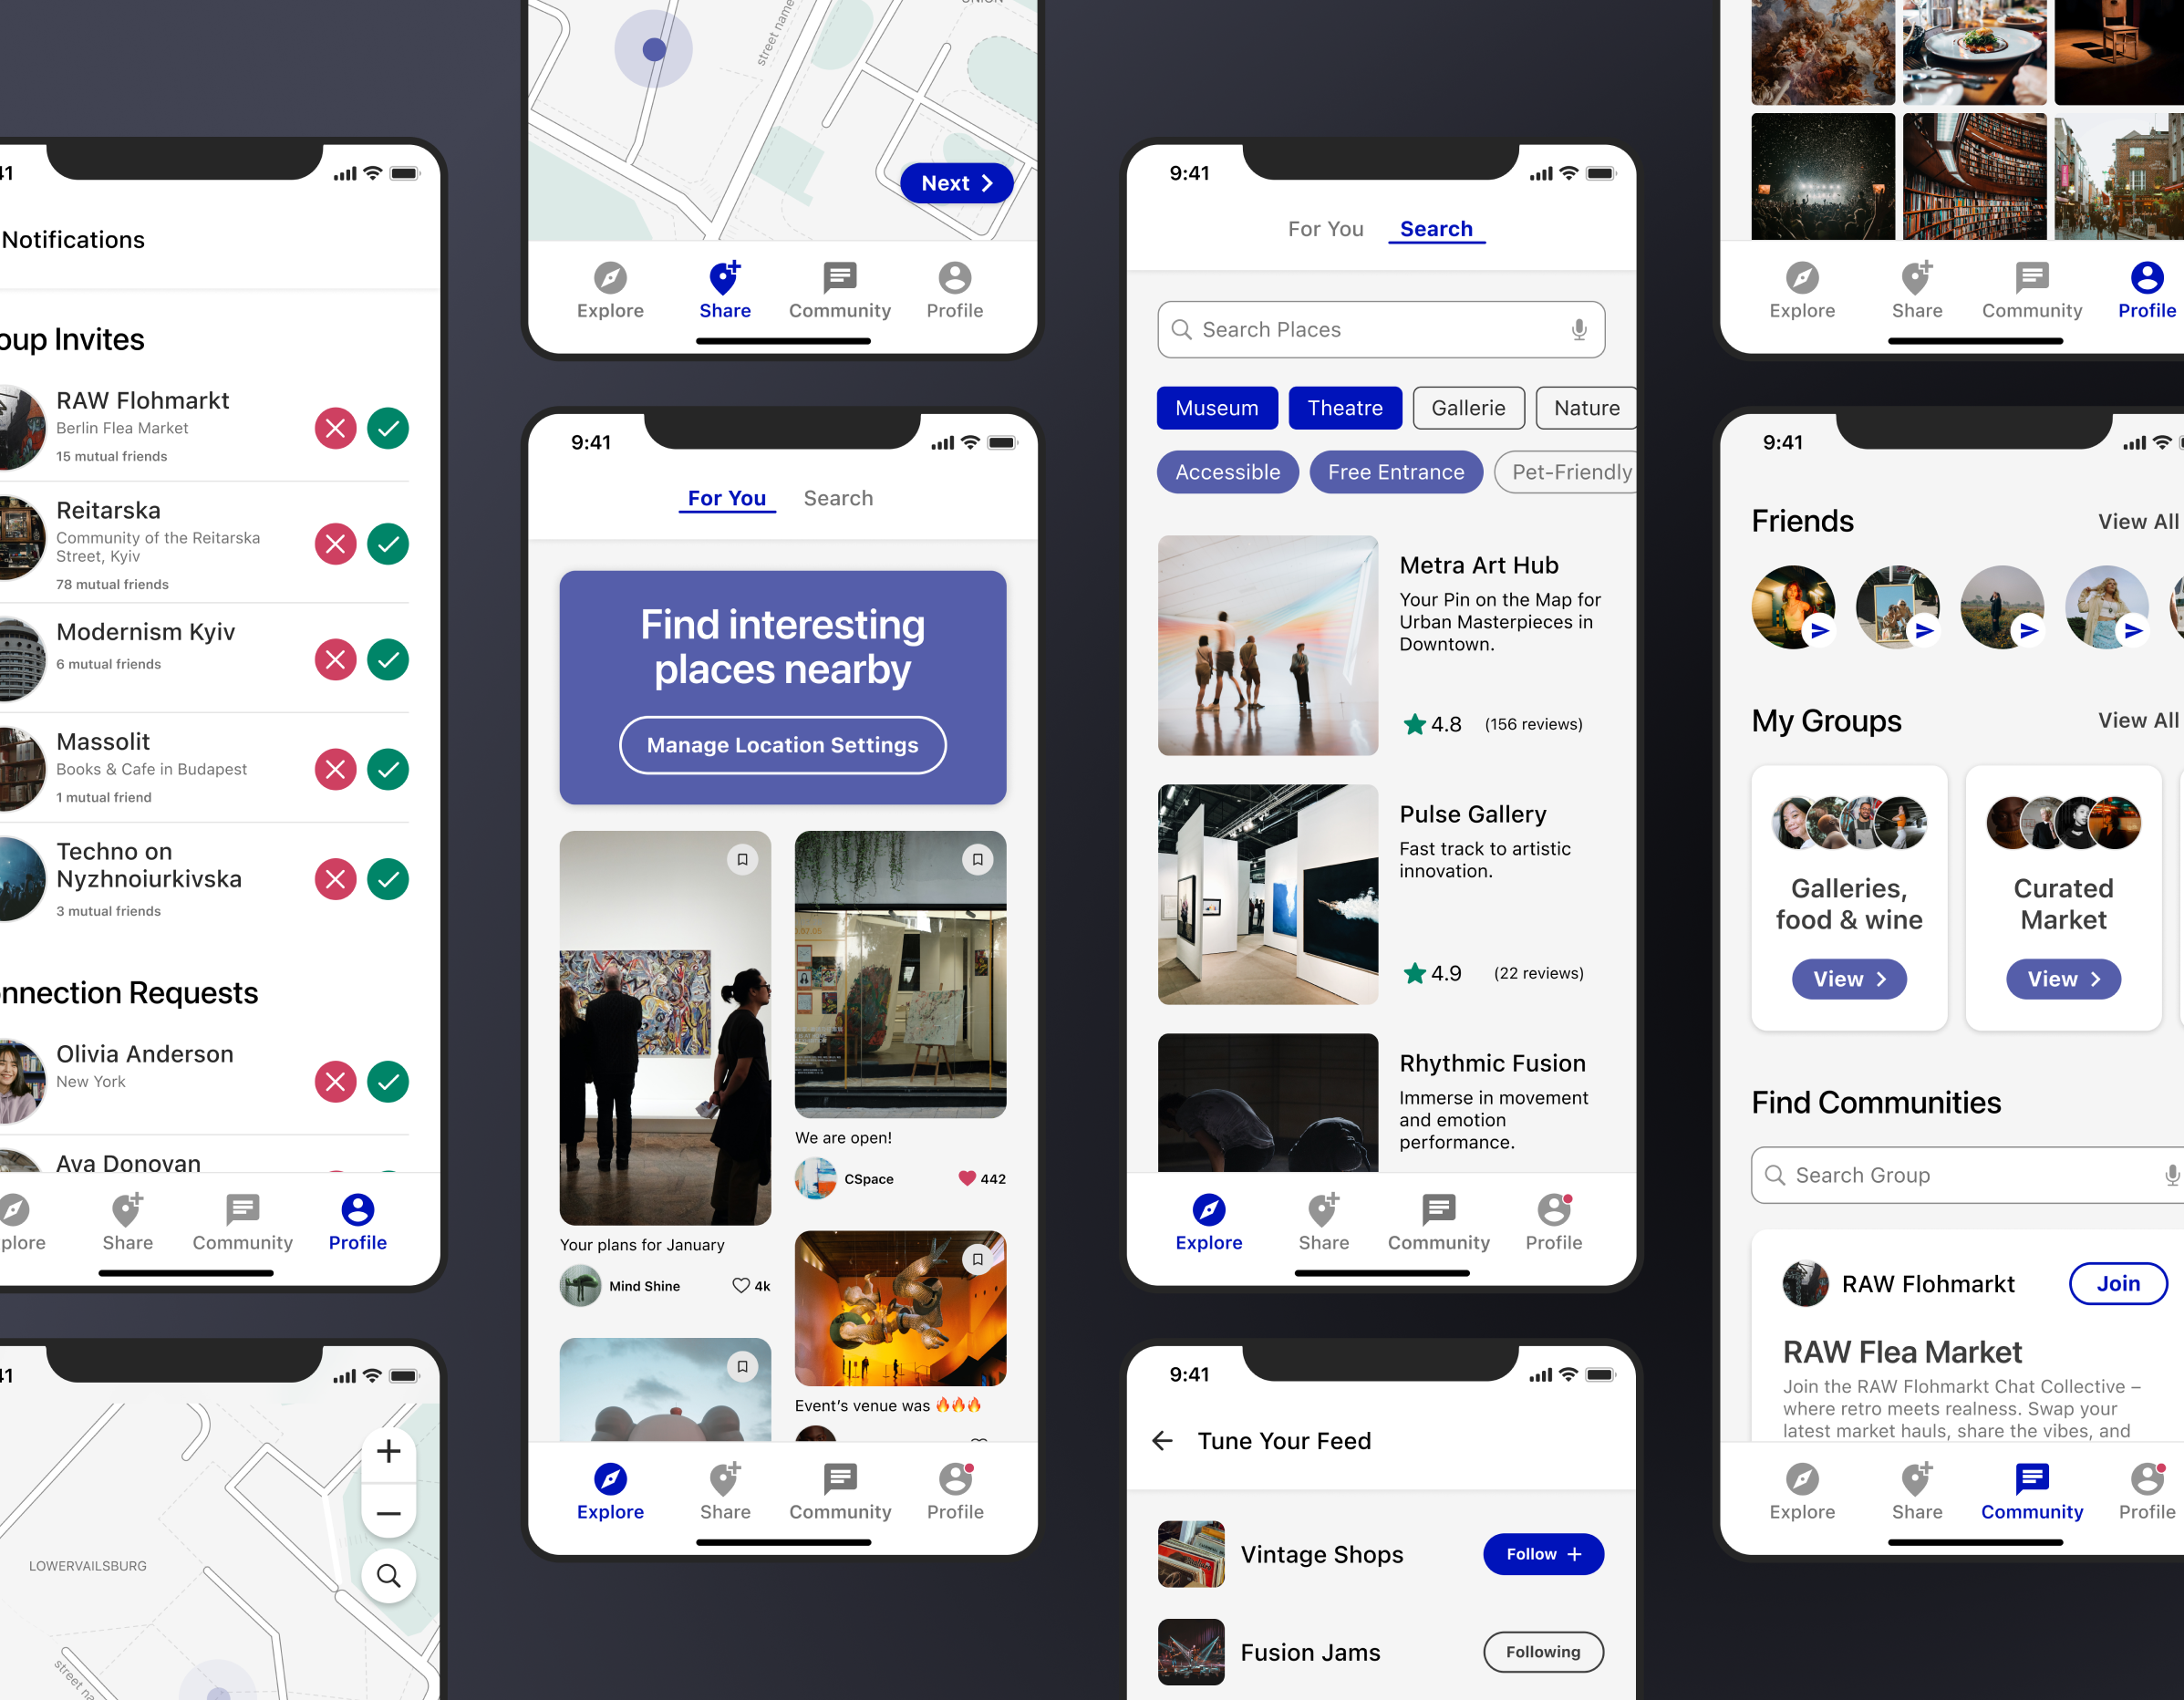 41
Notifications
oup Invites
RAW Flohmarkt
Berlin Flea Market
15 mutual friends
Reitarska
Community of the Reitarska
Street, Kyiv
78 mutual friends
Modernism Kyiv
6 mutual friends
Massolit
Books & Cafe in Budapest
1 mutual friend
Techno on
Nyzhnoiurkivska
3 mutual friends
nnection Requests
Olivia Anderson
New York
Ava Donovan
plore
Share
Community
Profile
41
LOWERVAILSBURG
street na
street name
Next
Explore
Share
Community
Profile
9:41
For You
Search
Find interesting
places nearby
Manage Location Settings
We are open!
CSpace
442
Your plans for January
Mind Shine
4k
Event's venue was 🔥🔥🔥
Explore
Share
Community
Profile
9:41
For You
Search
Search Places
Museum
Theatre
Gallerie
Nature
Accessible
Free Entrance
Pet-Friendly
Metra Art Hub
Your Pin on the Map for
Urban Masterpieces in
Downtown.
4.8
(156 reviews)
Pulse Gallery
Fast track to artistic
innovation.
4.9
(22 reviews)
Rhythmic Fusion
Immerse in movement
and emotion
performance.
Explore
Share
Community
Profile
9:41
Tune Your Feed
Vintage Shops
Follow +
Fusion Jams
Following
Explore
Share
Community
Profile
9:41
Friends
View All
My Groups
View All
Galleries,
food & wine
View
Curated
Market
View
Find Communities
Search Group
RAW Flohmarkt
Join
RAW Flea Market
Join the RAW Flohmarkt Chat Collective –
where retro meets realness. Swap your
latest market hauls, share the vibes, and
Explore
Share
Community
Profile